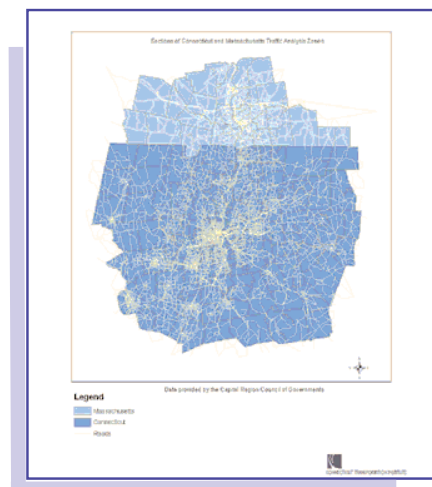 Sections of Connecticut and Massachusetts Traffic Analysis Zones
Data provided by the Capitol Region Council of Governments
Legend
Massachusetts
Connecticut
Roads